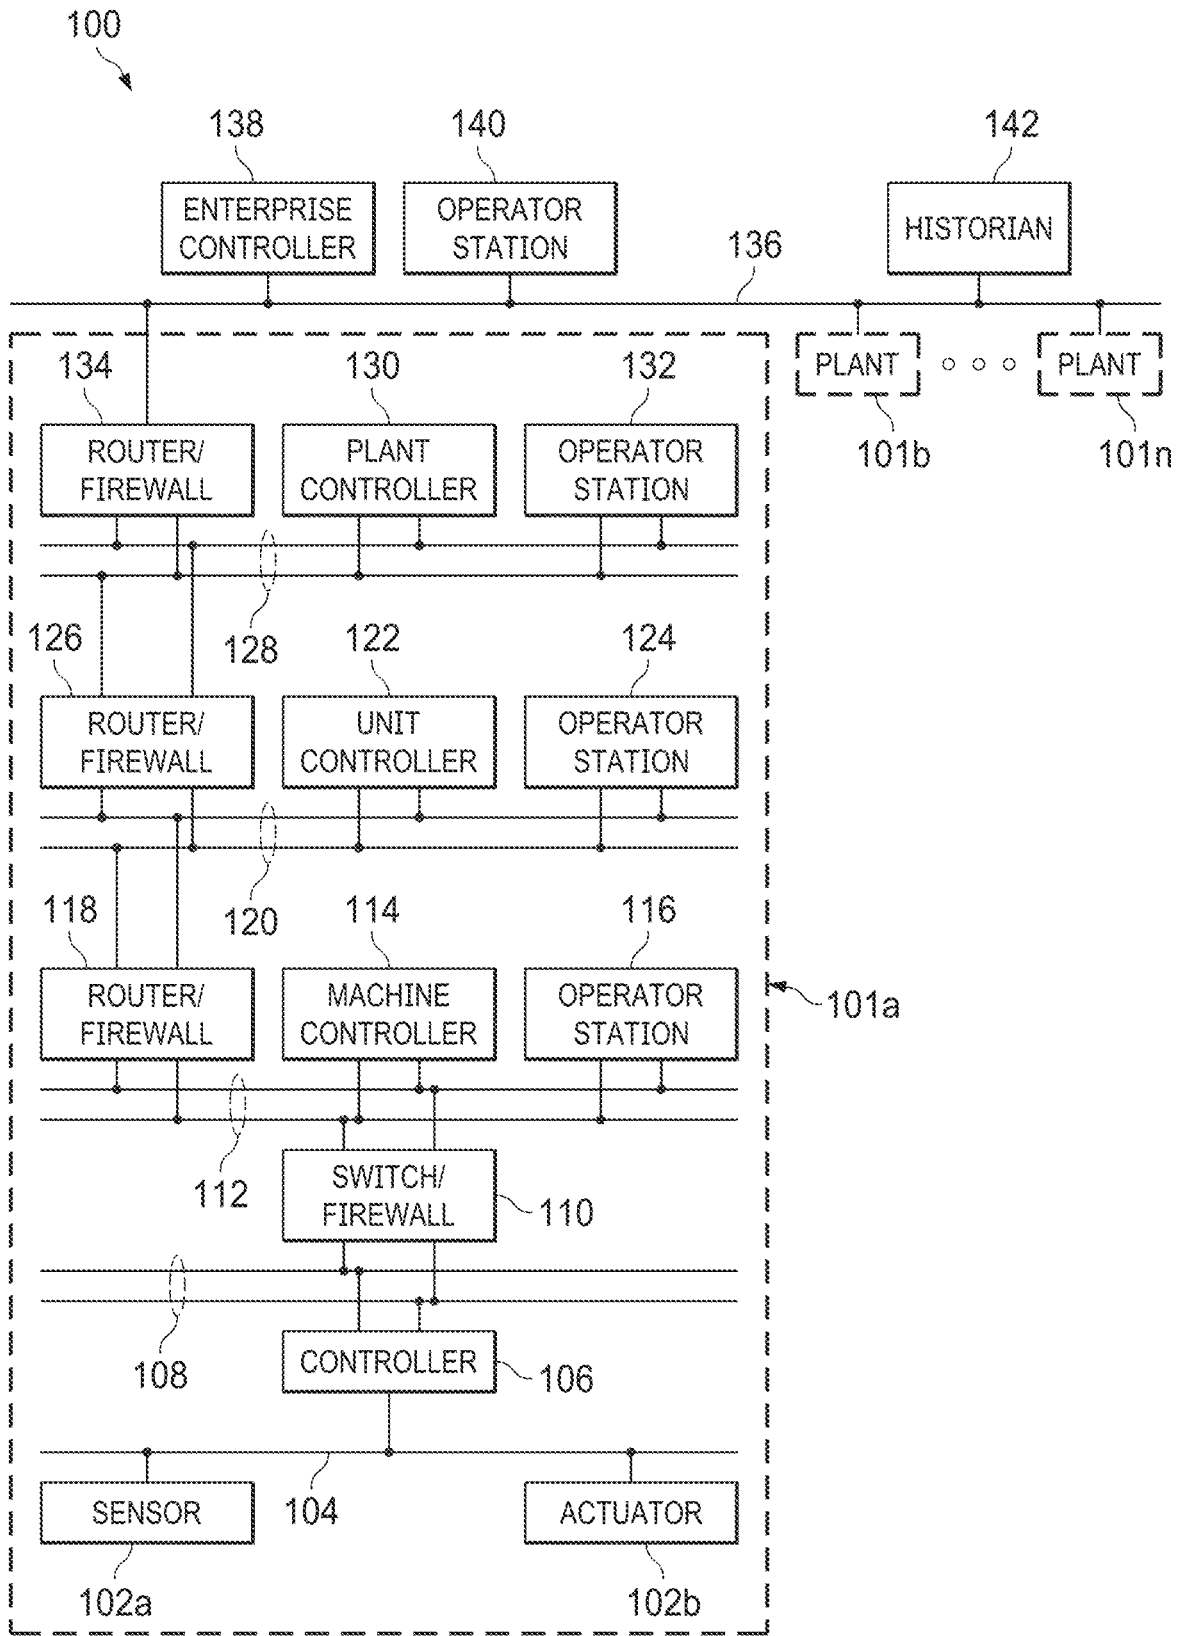 100
138
140
142
ENTERPRISE
CONTROLLER
OPERATOR
STATION
HISTORIAN
136
134
130
132
PLANT
PLANT
101b
101n
ROUTER/
FIREWALL
PLANT
CONTROLLER
OPERATOR
STATION
128
126
122
124
ROUTER/
FIREWALL
UNIT
CONTROLLER
OPERATOR
STATION
120
118
114
116
ROUTER/
FIREWALL
MACHINE
CONTROLLER
OPERATOR
STATION
101a
112
SWITCH/
FIREWALL
110
108
CONTROLLER
106
104
SENSOR
ACTUATOR
102a
102b